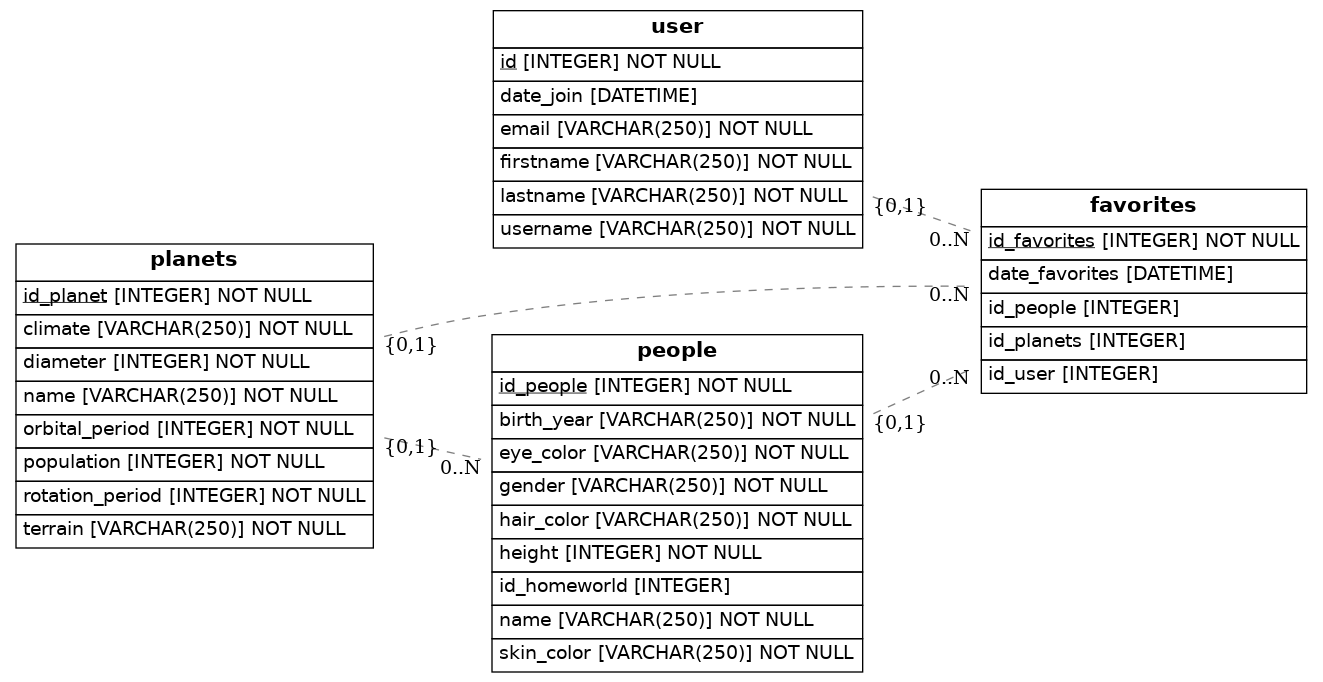 user
id [INTEGER] NOT NULL
date_join [DATETIME]
email [VARCHAR(250)] NOT NULL
firstname [VARCHAR(250)] NOT NULL
lastname [VARCHAR(250)] NOT NULL
username [VARCHAR(250)] NOT NULL
{0,1}
0..N
favorites
id_favorites [INTEGER] NOT NULL
date_favorites [DATETIME]
id_people [INTEGER]
id_planets [INTEGER]
id_user [INTEGER]
planets
id_planet [INTEGER] NOT NULL
climate [VARCHAR(250)] NOT NULL
diameter [INTEGER] NOT NULL
name [VARCHAR(250)] NOT NULL
orbital_period [INTEGER] NOT NULL
population [INTEGER] NOT NULL
rotation_period [INTEGER] NOT NULL
terrain [VARCHAR(250)] NOT NULL
0..N
{0,1}
{0,1}
0..N
people
id_people [INTEGER] NOT NULL
birth_year [VARCHAR(250)] NOT NULL
eye_color [VARCHAR(250)] NOT NULL
gender [VARCHAR(250)] NOT NULL
hair_color [VARCHAR(250)] NOT NULL
height [INTEGER] NOT NULL
id_homeworld [INTEGER]
name [VARCHAR(250)] NOT NULL
skin_color [VARCHAR(250)] NOT NULL
0..N
{0,1}